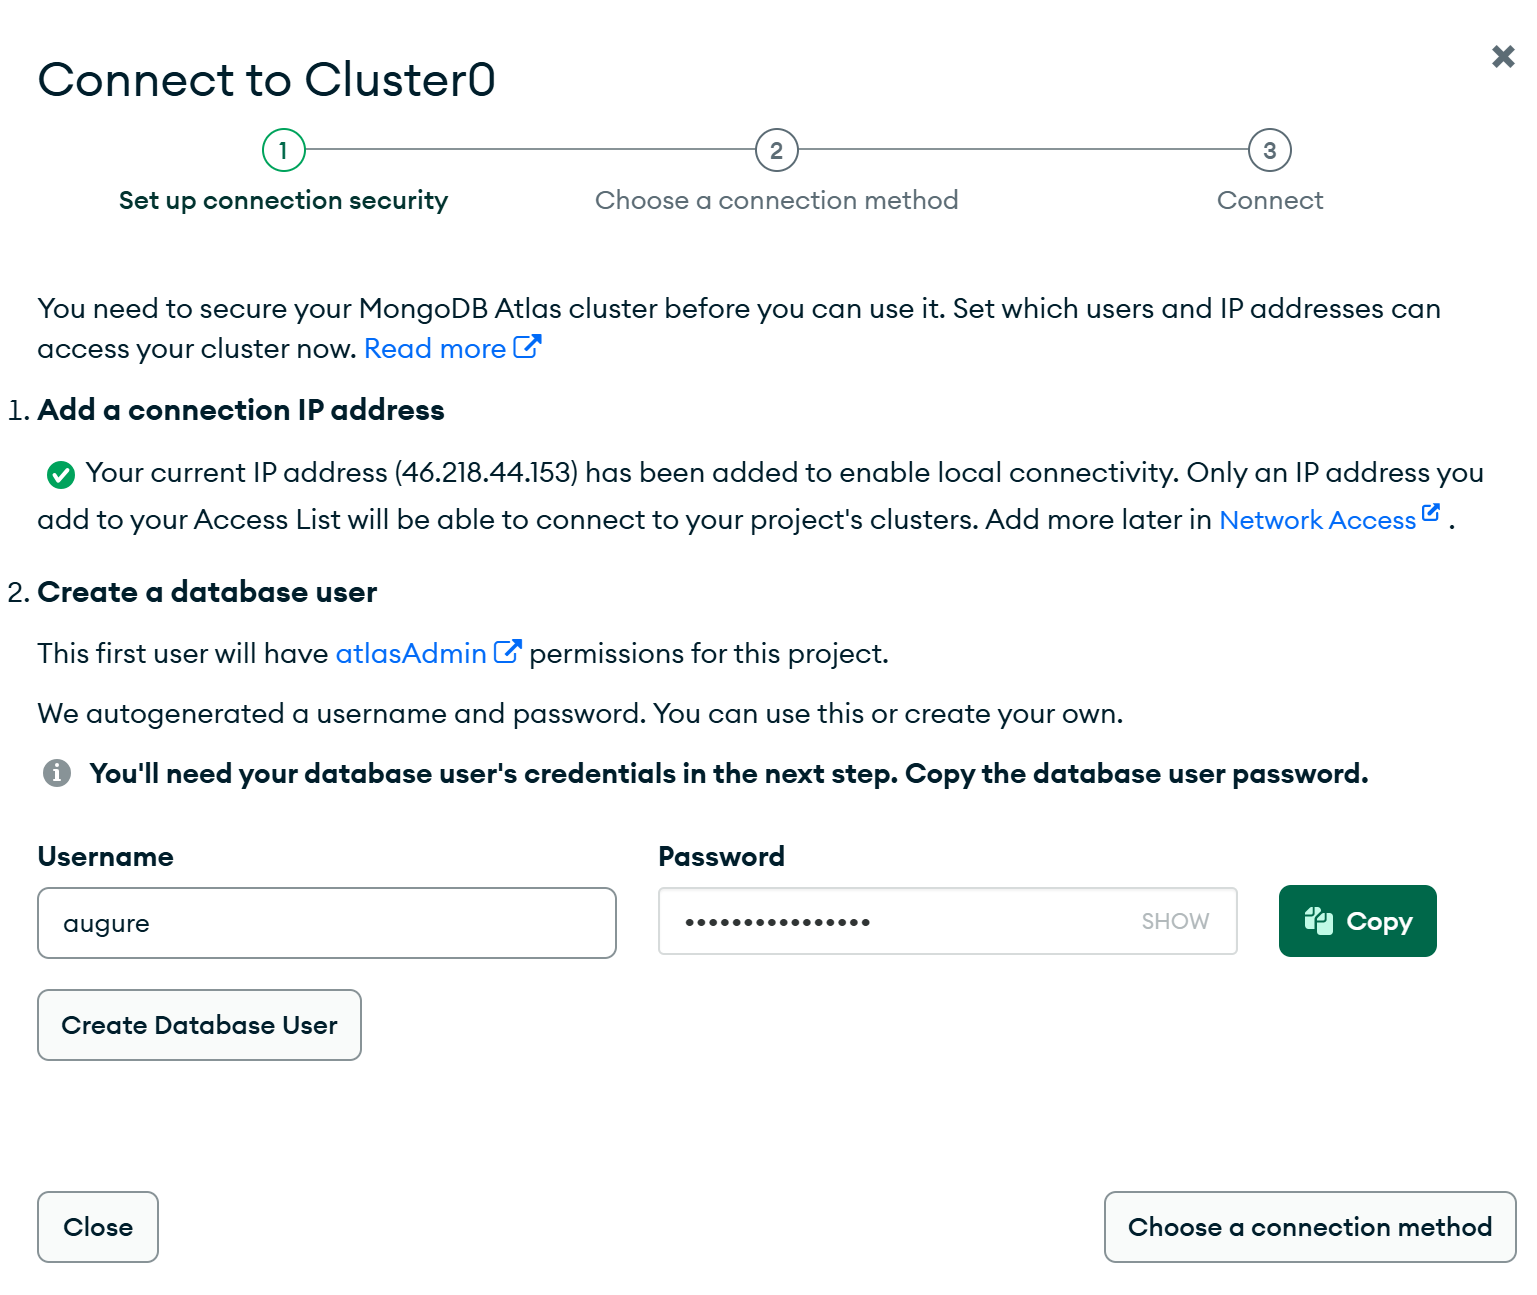 Connect to Cluster0
1
2
3
Set up connection security
Choose a connection method
Connect
You need to secure your MongoDB Atlas cluster before you can use it. Set which users and IP addresses can
access your cluster now. Read more
1. Add a connection IP address
Your current IP address (46.218.44.153) has been added to enable local connectivity. Only an IP address you
add to your Access List will be able to connect to your project's clusters. Add more later in Network Access .
2. Create a database user
This first user will have atlasAdmin permissions for this project.
We autogenerated a username and password. You can use this or create your own.
You'll need your database user's credentials in the next step. Copy the database user password.
Username
Password
augure
•••••••••••••••• SHOW
Copy
Create Database User
Close
Choose a connection method